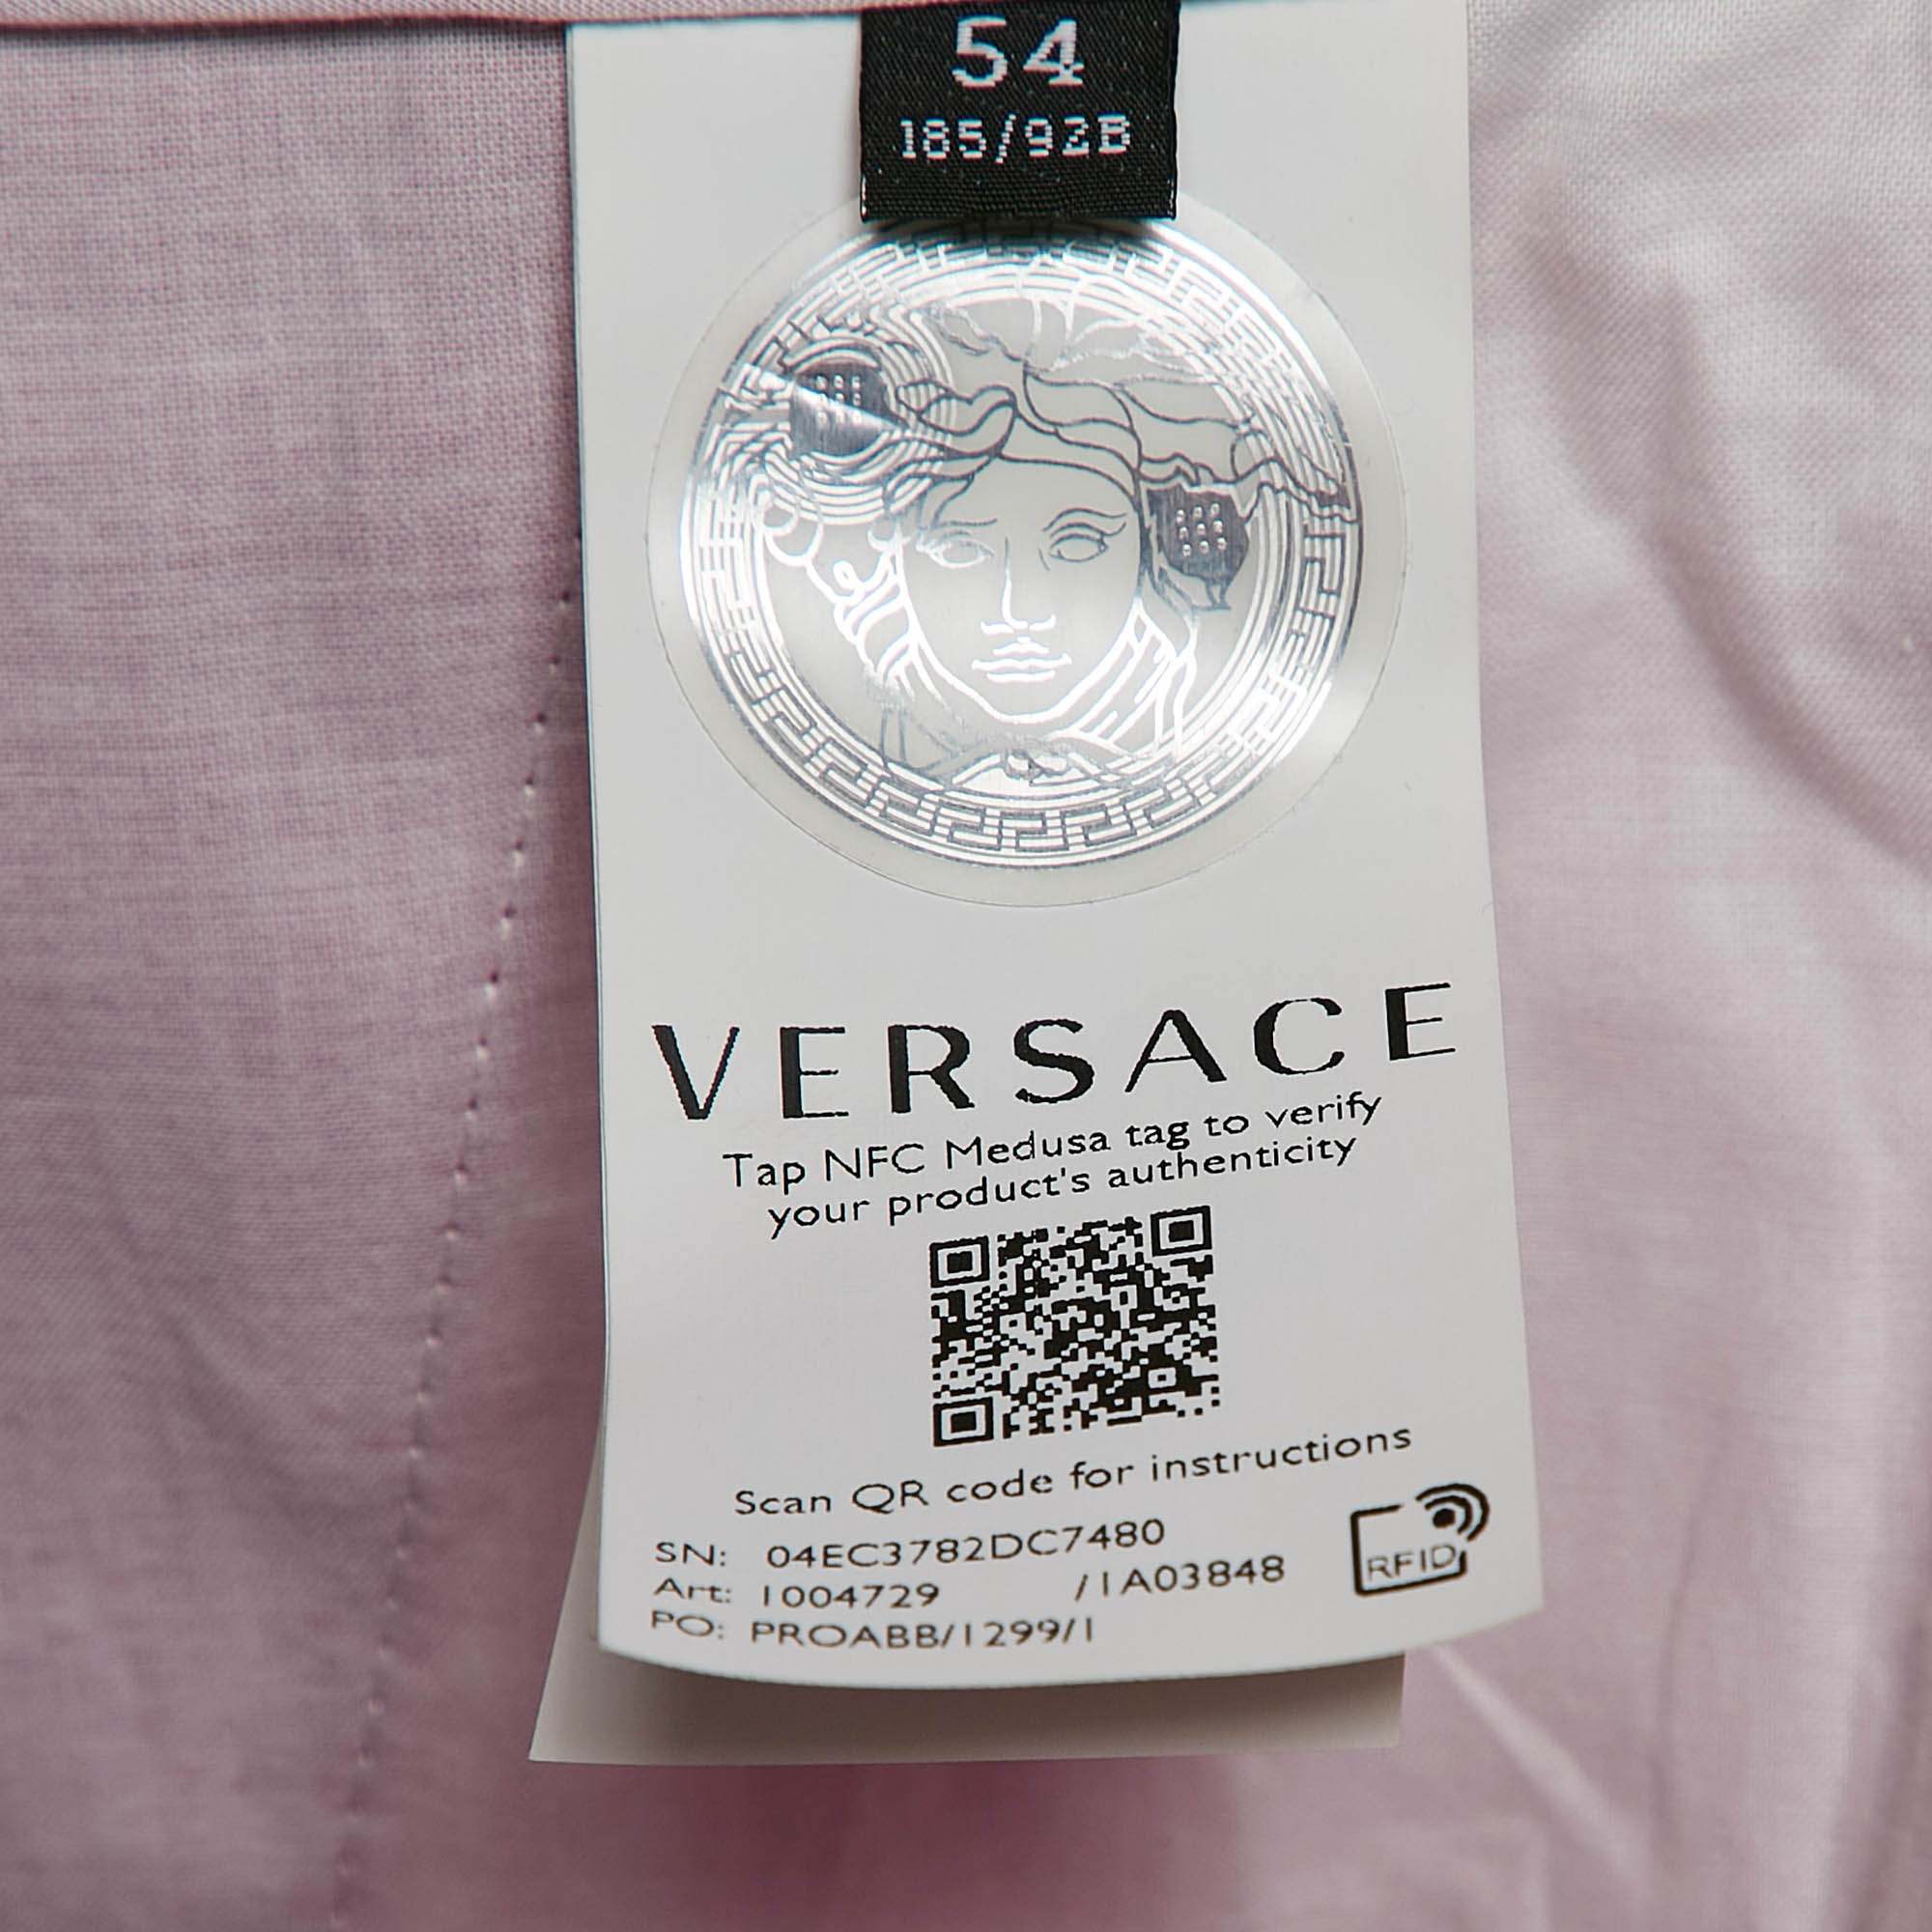 54
185/92B
VERSACE
Tap NFC Medusa tag to verify
your product's authenticity
Scan QR code for instructions
SN: 04EC3782DC7480
Art: 1004729 /1A03848
PO: PROABB/1299/1
RFID